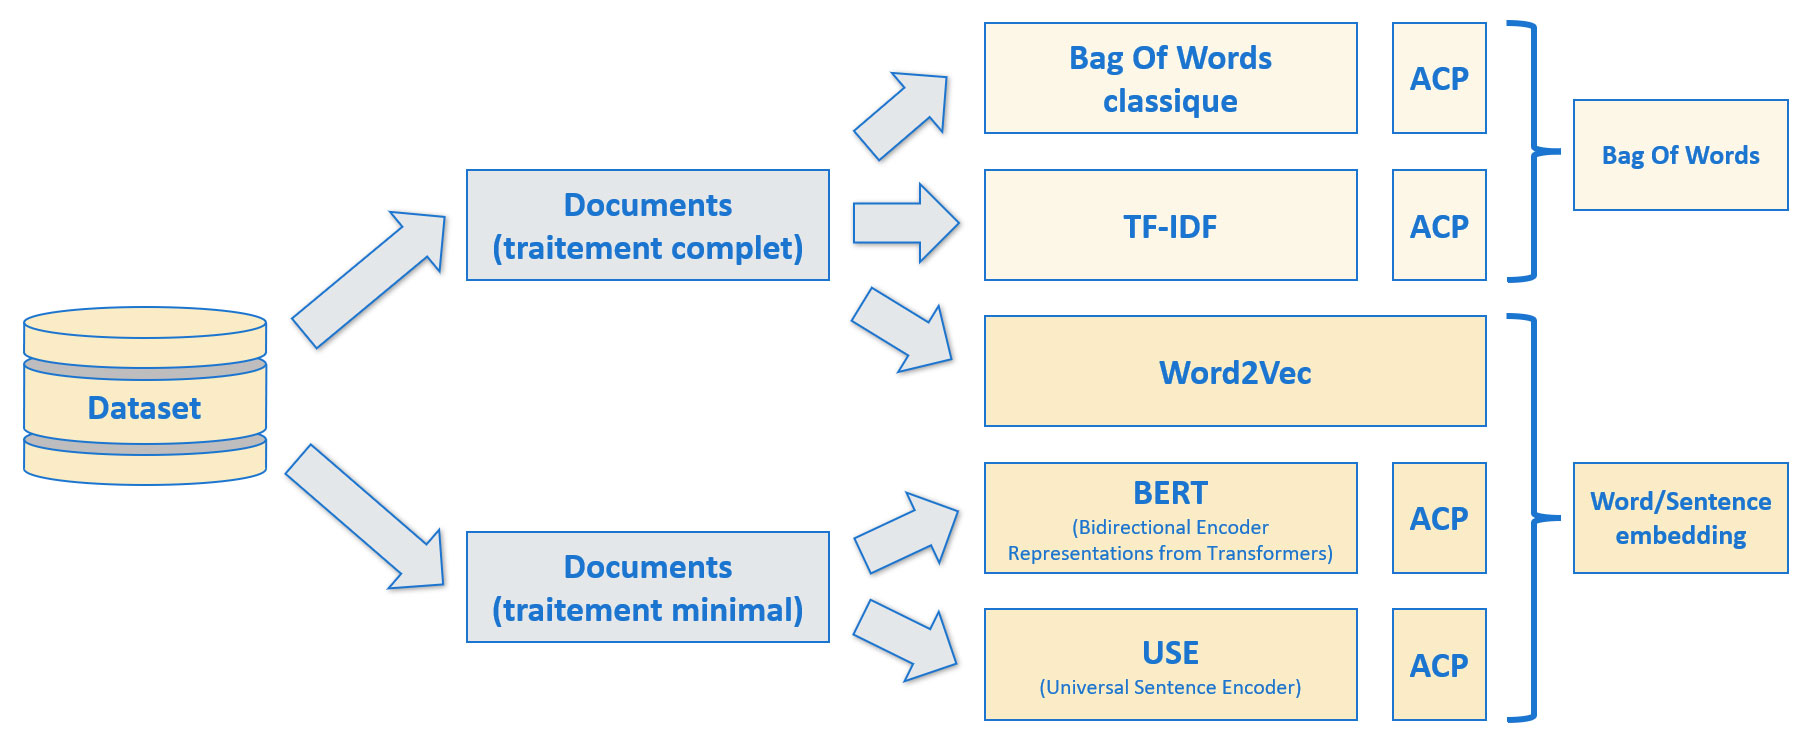 Dataset
Documents
(traitement complet)
Documents
(traitement minimal)
Bag Of Words
classique
ACP
TF-IDF
ACP
Word2Vec
BERT
(Bidirectional Encoder
Representations from Transformers)
ACP
USE
(Universal Sentence Encoder)
ACP
Bag Of Words
Word/Sentence
embedding